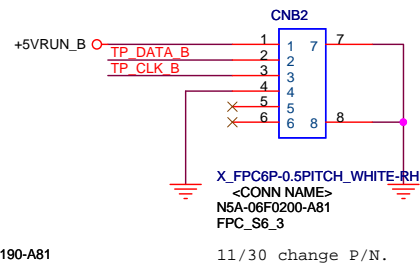 CNB2
+5VRUN_B
1 1 7 7
TP_DATA_B
2 2
TP_CLK_B
3 3
4 4
5 5
6 6 8 8
X_FPC6P-0.5PITCH_WHITE-RH
<CONN NAME>
N5A-06F0200-A81
FPC_S6_3
190-A81
11/30 change P/N.